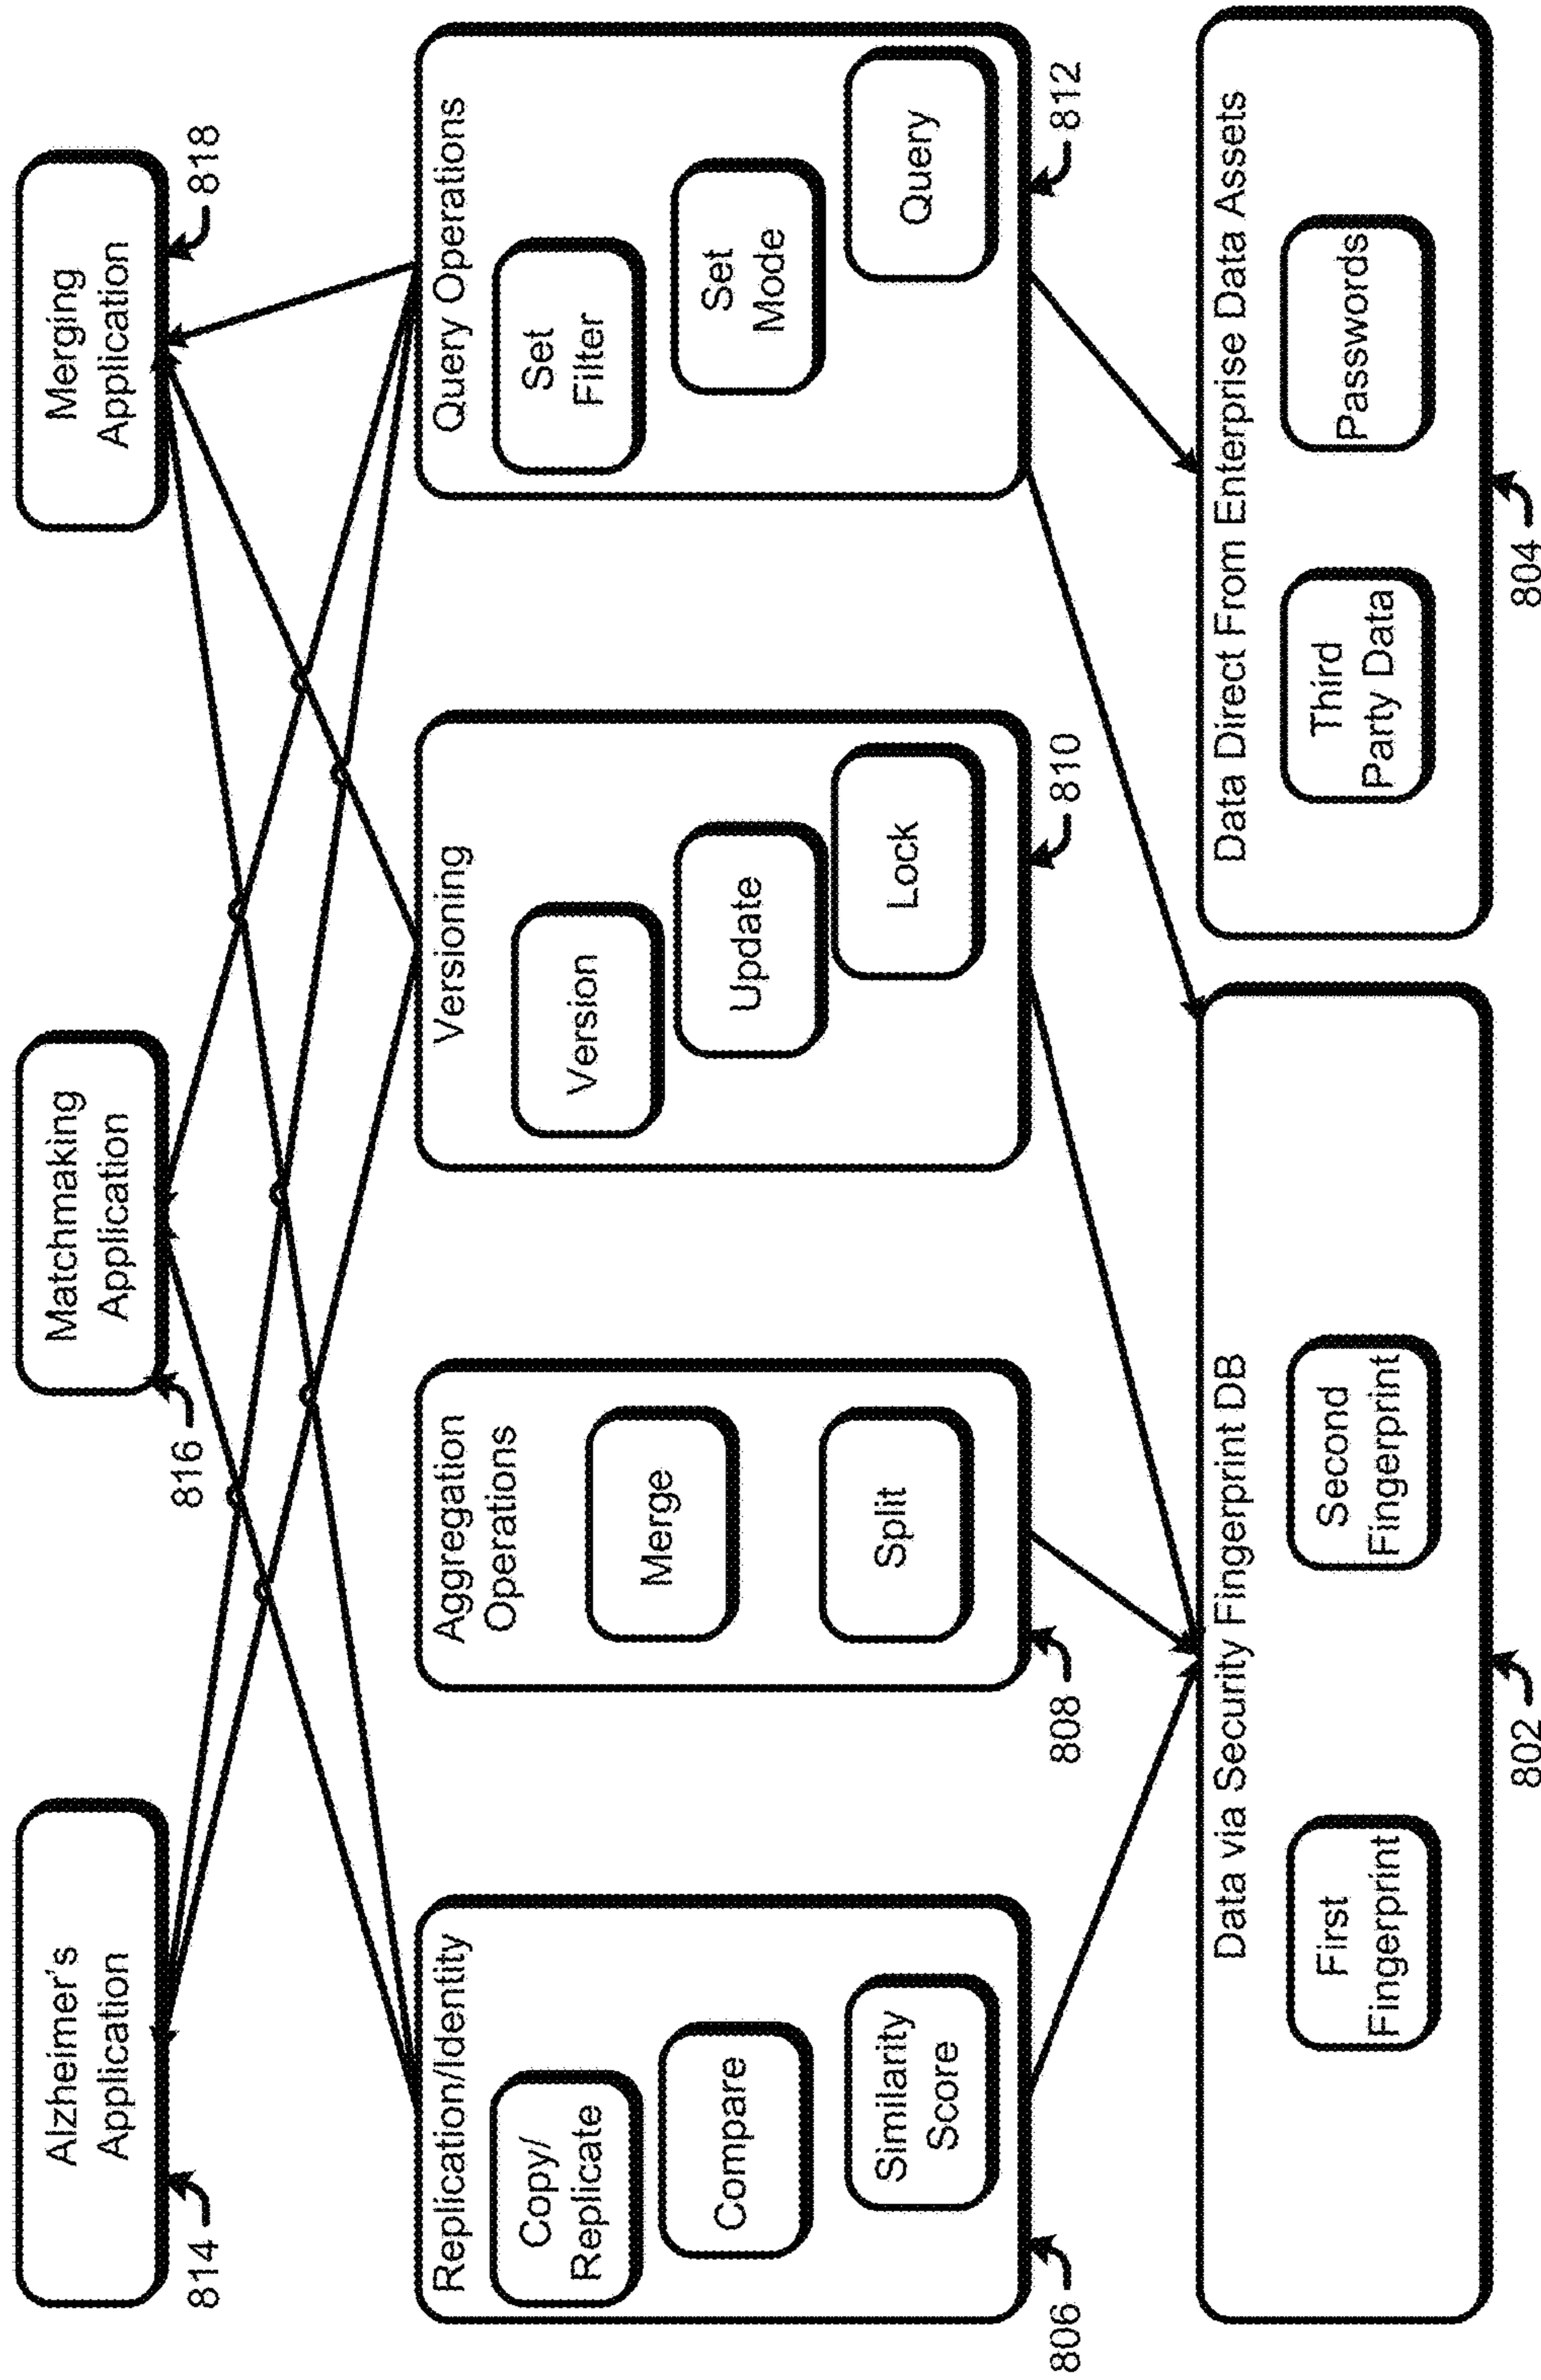 Alzheimer's
Application
814
Matchmaking
Application
816
Merging
Application
818
Replication/Identity
Copy/
Replicate
Compare
Similarity
Score
806
Aggregation
Operations
Merge
Split
808
Versioning
Version
Update
Lock
810
Query Operations
Set
Filter
Set
Mode
Query
812
Data via Security Fingerprint DB
First
Fingerprint
Second
Fingerprint
802
Data Direct From Enterprise Data Assets
Third
Party Data
Passwords
804